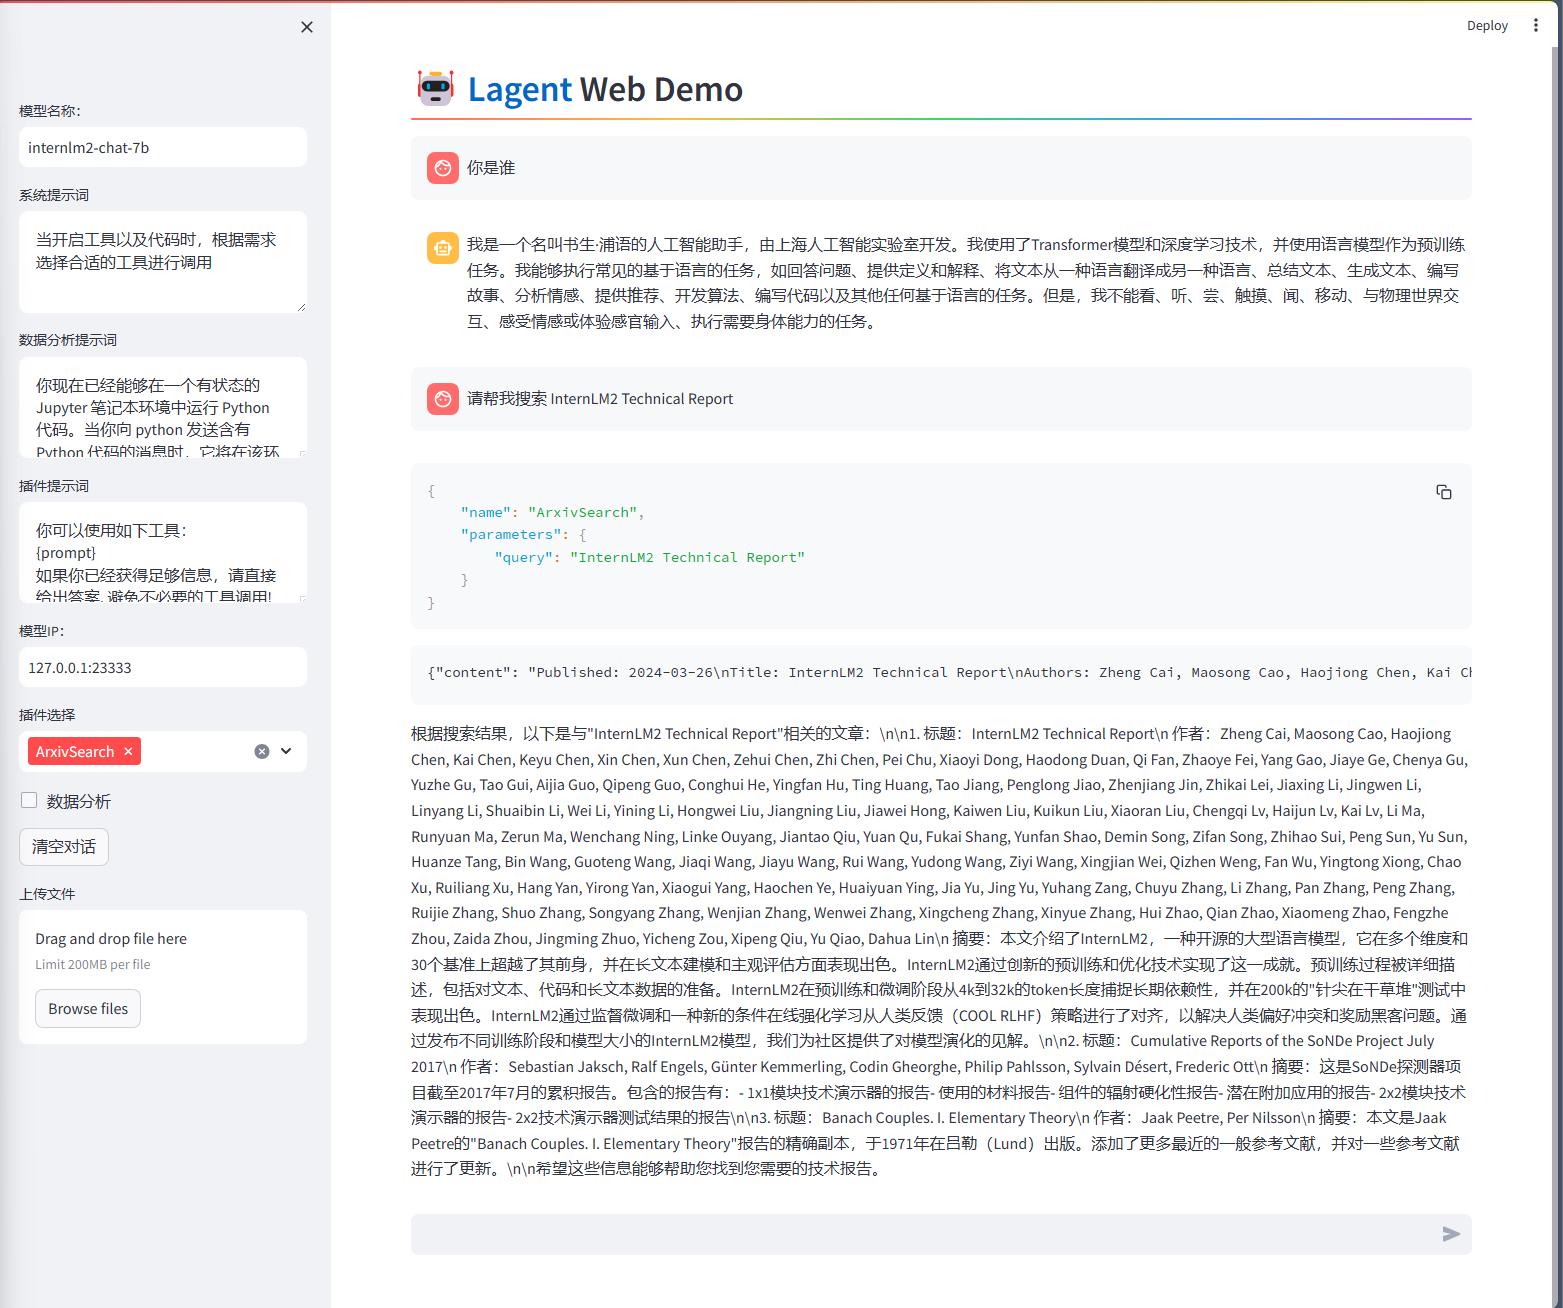 模型名称：
internlm2-chat-7b
系统提示词
当开启工具以及代码时，根据需求
选择合适的工具进行调用
数据分析提示词
你现在已经能够在一个有状态的
Jupyter 笔记本环境中运行 Python
代码。当你向 python 发送含有
Python 代码的消息时，它将在该环
插件提示词
你可以使用如下工具：
{prompt}
如果你已经获得足够信息，请直接
给出答案. 避免不必要的工具调用!
模型IP：
127.0.0.1:23333
插件选择
ArxivSearch
数据分析
清空对话
上传文件
Drag and drop file here
Limit 200MB per file
Browse files
Deploy
Lagent Web Demo
你是谁
我是一个名叫书生·浦语的人工智能助手，由上海人工智能实验室开发。我使用了Transformer模型和深度学习技术，并使用语言模型作为预训练
任务。我能够执行常见的基于语言的任务，如回答问题、提供定义和解释、将文本从一种语言翻译成另一种语言、总结文本、生成文本、编写
故事、分析情感、提供推荐、开发算法、编写代码以及其他任何基于语言的任务。但是，我不能看、听、尝、触摸、闻、移动、与物理世界交
互、感受情感或体验感官输入、执行需要身体能力的任务。
请帮我搜索 InternLM2 Technical Report
{
"name": "ArxivSearch",
"parameters": {
"query": "InternLM2 Technical Report"
}
}
{"content": "Published: 2024-03-26\nTitle: InternLM2 Technical Report\nAuthors: Zheng Cai, Maosong Cao, Haojiong Chen, Kai Ch
根据搜索结果，以下是与"InternLM2 Technical Report"相关的文章：\n\n1. 标题：InternLM2 Technical Report\n 作者：Zheng Cai, Maosong Cao, Haojiong
Chen, Kai Chen, Keyu Chen, Xin Chen, Xun Chen, Zehui Chen, Zhi Chen, Pei Chu, Xiaoyi Dong, Haodong Duan, Qi Fan, Zhaoye Fei, Yang Gao, Jiaye Ge, Chenya Gu,
Yuzhe Gu, Tao Gui, Aijia Guo, Qipeng Guo, Conghui He, Yingfan Hu, Ting Huang, Tao Jiang, Penglong Jiao, Zhenjiang Jin, Zhikai Lei, Jiaxing Li, Jingwen Li,
Linyang Li, Shuaibin Li, Wei Li, Yining Li, Hongwei Liu, Jiangning Liu, Jiawei Hong, Kaiwen Liu, Kuikun Liu, Xiaoran Liu, Chengqi Lv, Haijun Lv, Kai Lv, Li Ma,
Runyuan Ma, Zerun Ma, Wenchang Ning, Linke Ouyang, Jiantao Qiu, Yuan Qu, Fukai Shang, Yunfan Shao, Demin Song, Zifan Song, Zhihao Sui, Peng Sun, Yu Sun,
Huanze Tang, Bin Wang, Guoteng Wang, Jiaqi Wang, Jiayu Wang, Rui Wang, Yudong Wang, Ziyi Wang, Xingjian Wei, Qizhen Weng, Fan Wu, Yingtong Xiong, Chao
Xu, Ruiliang Xu, Hang Yan, Yirong Yan, Xiaogui Yang, Haochen Ye, Huaiyuan Ying, Jia Yu, Jing Yu, Yuhang Zang, Chuyu Zhang, Li Zhang, Pan Zhang, Peng Zhang,
Ruijie Zhang, Shuo Zhang, Songyang Zhang, Wenjian Zhang, Wenwei Zhang, Xingcheng Zhang, Xinyue Zhang, Hui Zhao, Qian Zhao, Xiaomeng Zhao, Fengzhe
Zhou, Zaida Zhou, Jingming Zhuo, Yicheng Zou, Xipeng Qiu, Yu Qiao, Dahua Lin\n 摘要：本文介绍了InternLM2，一种开源的大型语言模型，它在多个维度和
30个基准上超越了其前身，并在长文本建模和主观评估方面表现出色。InternLM2通过创新的预训练和优化技术实现了这一成就。预训练过程被详细描
述，包括对文本、代码和长文本数据的准备。InternLM2在预训练和微调阶段从4k到32k的token长度捕捉长期依赖性，并在200k的"针尖在干草堆"测试中
表现出色。InternLM2通过监督微调和一种新的条件在线强化学习从人类反馈（COOL RLHF）策略进行了对齐，以解决人类偏好冲突和奖励黑客问题。通
过发布不同训练阶段和模型大小的InternLM2模型，我们为社区提供了对模型演化的见解。\n\n2. 标题：Cumulative Reports of the SoNDe Project July
2017\n 作者：Sebastian Jaksch, Ralf Engels, Günter Kemmerling, Codin Gheorghe, Philip Pahlsson, Sylvain Désert, Frederic Ott\n 摘要：这是SoNDe探测器项
目截至2017年7月的累积报告。包含的报告有：- 1x1模块技术演示器的报告- 使用的材料报告- 组件的辐射硬化性报告- 潜在附加应用的报告- 2x2模块技术
演示器的报告- 2x2技术演示器测试结果的报告\n\n3. 标题：Banach Couples. I. Elementary Theory\n 作者：Jaak Peetre, Per Nilsson\n 摘要：本文是Jaak
Peetre的"Banach Couples. I. Elementary Theory"报告的精确副本，于1971年在吕勒（Lund）出版。添加了更多最近的一般参考文献，并对一些参考文献
进行了更新。\n\n希望这些信息能够帮助您找到您需要的技术报告。